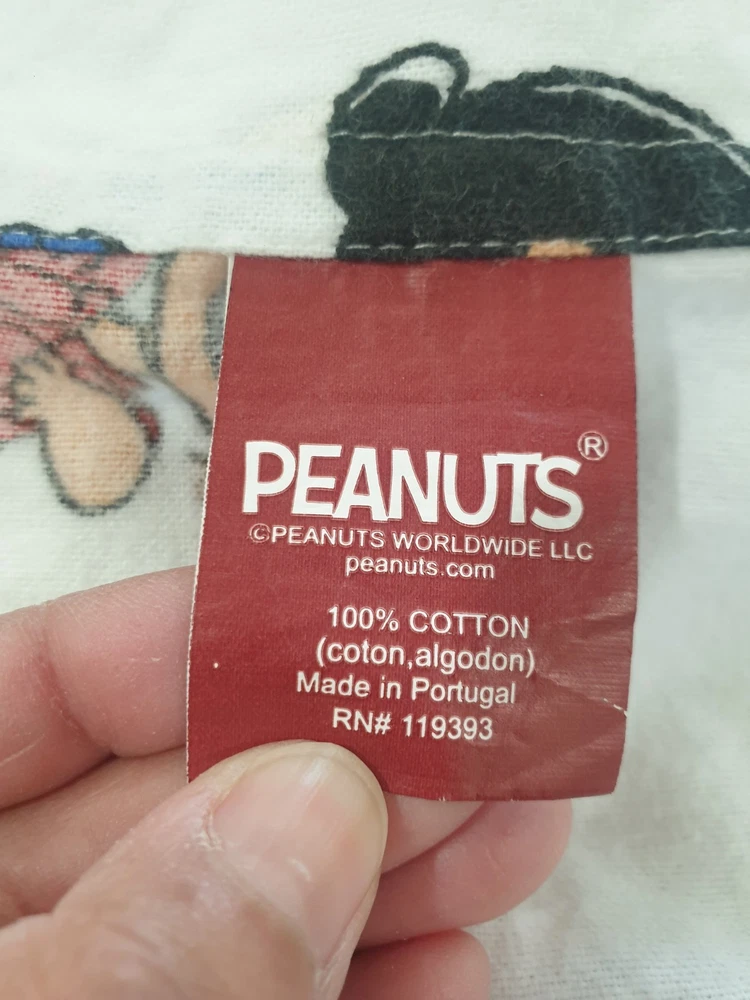 PEANUTS®
©PEANUTS WORLDWIDE LLC
peanuts.com
100% COTTON
(coton,algodon)
Made in Portugal
RN# 119393